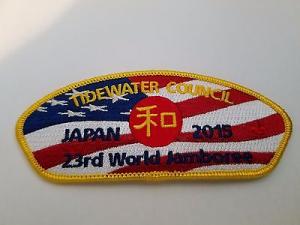 TIDEWATER COUNCIL
JAPAN 和 2015
23rd World Jamboree